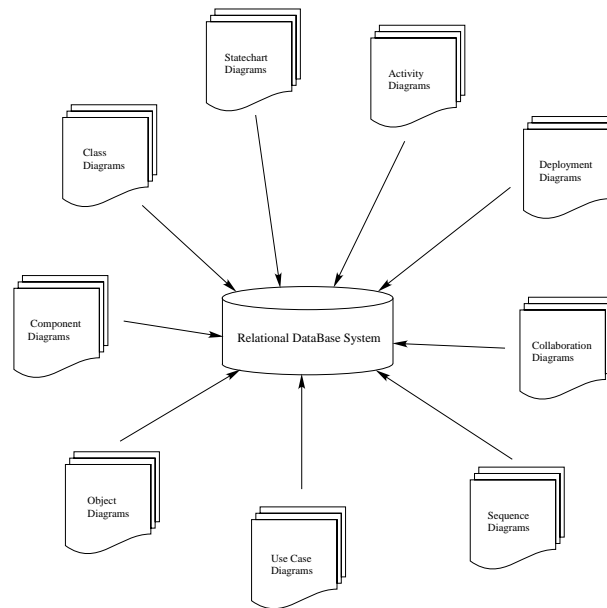 Statechart
Diagrams
Activity
Diagrams
Class
Diagrams
Deployment
Diagrams
Component
Diagrams
Relational DataBase System
Collaboration
Diagrams
Object
Diagrams
Use Case
Diagrams
Sequence
Diagrams